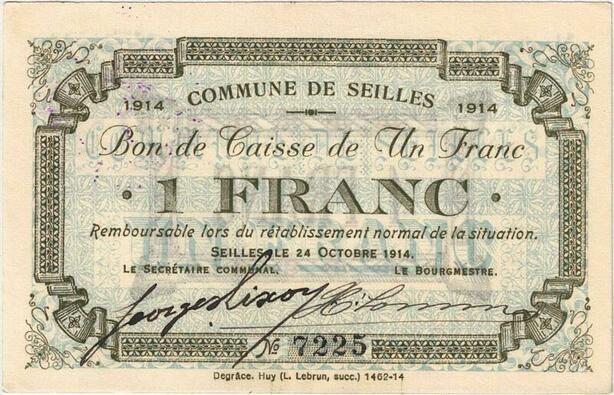 COMMUNE DE SEILLES
1914 1914
Bon de Caisse de Un Franc
· 1 FRANC ·
Remboursable lors du rétablissement normal de la situation.
SEILLES, LE 24 OCTOBRE 1914.
LE SECRÉTAIRE COMMUNAL, LE BOURGMESTRE.
Georges
No 7225
Degrâce, Huy (L. Lebrun, succ.) 1462-14